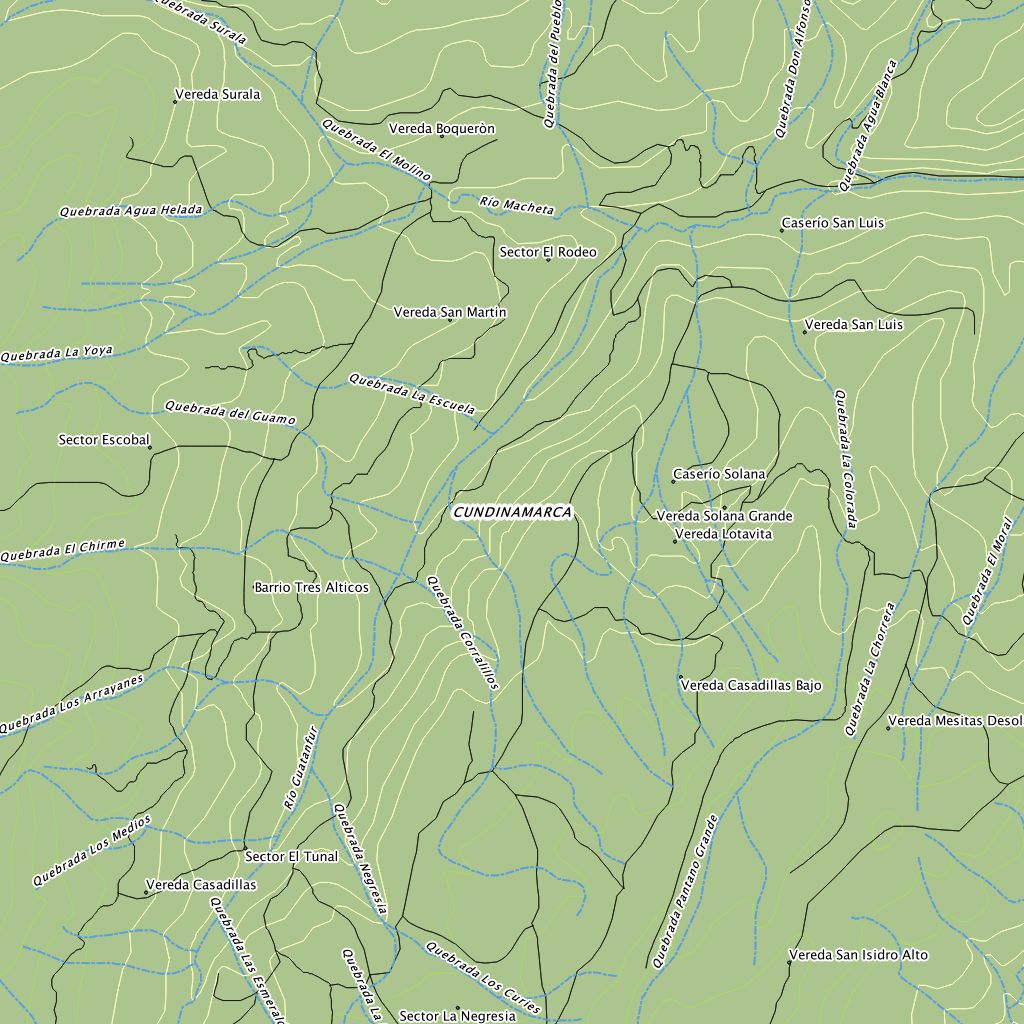 Quebrada Surala
Quebrada del Pueblo
Quebrada Don Alfonso
Quebrada Agua Blanca
Vereda Surala
Vereda Boqueròn
Quebrada El Molino
Quebrada Agua Helada
Río Macheta
Caserío San Luis
Sector El Rodeo
Vereda San Martín
Vereda San Luis
Quebrada La Yoya
Quebrada La Escuela
Quebrada del Guamo
Quebrada La Colorada
Sector Escobal
Caserío Solana
CUNDINAMARCA
Vereda Solana Grande
Vereda Lotavita
Quebrada El Chirme
Quebrada El Moral
Barrio Tres Alticos
Quebrada Corralillos
Quebrada La Chorrera
Vereda Casadillas Bajo
Quebrada Los Arrayanes
Vereda Mesitas Desol
Río Guatanfur
Quebrada Negresia
Quebrada Los Medios
Quebrada Pantano Grande
Sector El Tunal
Vereda Casadillas
Quebrada Las Esmeral
Quebrada La
Quebrada Los Curíes
Vereda San Isidro Alto
Sector La Negresia